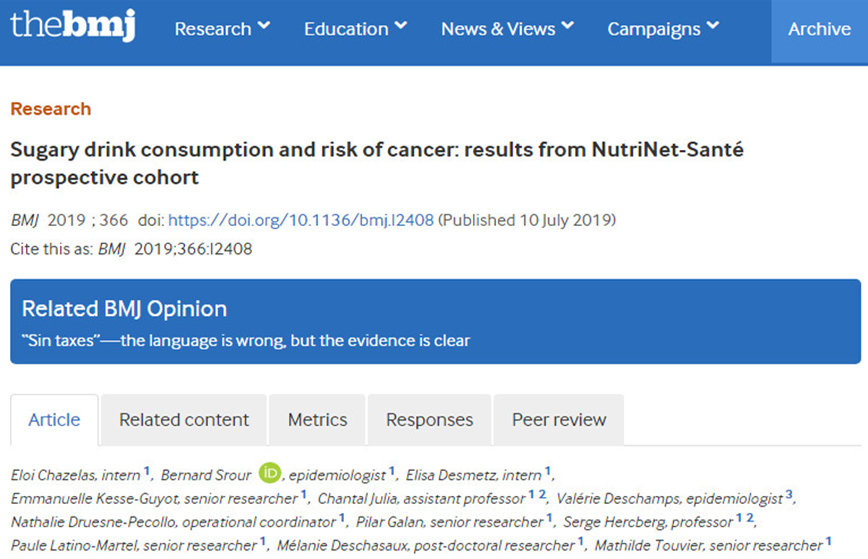 thebmj Research Education News & Views Campaigns Archive
Research
Sugary drink consumption and risk of cancer: results from NutriNet-Santé
prospective cohort
BMJ 2019 ; 366 doi: https://doi.org/10.1136/bmj.l2408 (Published 10 July 2019)
Cite this as: BMJ 2019;366:l2408
Related BMJ Opinion
“Sin taxes”—the language is wrong, but the evidence is clear
Article Related content Metrics Responses Peer review
Eloi Chazelas, intern 1, Bernard Srour iD, epidemiologist 1, Elisa Desmetz, intern 1,
Emmanuelle Kesse-Guyot, senior researcher 1, Chantal Julia, assistant professor 1 2, Valérie Deschamps, epidemiologist 3,
Nathalie Druesne-Pecollo, operational coordinator 1, Pilar Galan, senior researcher 1, Serge Hercberg, professor 1 2,
Paule Latino-Martel, senior researcher 1, Mélanie Deschasaux, post-doctoral researcher 1, Mathilde Touvier, senior researcher 1